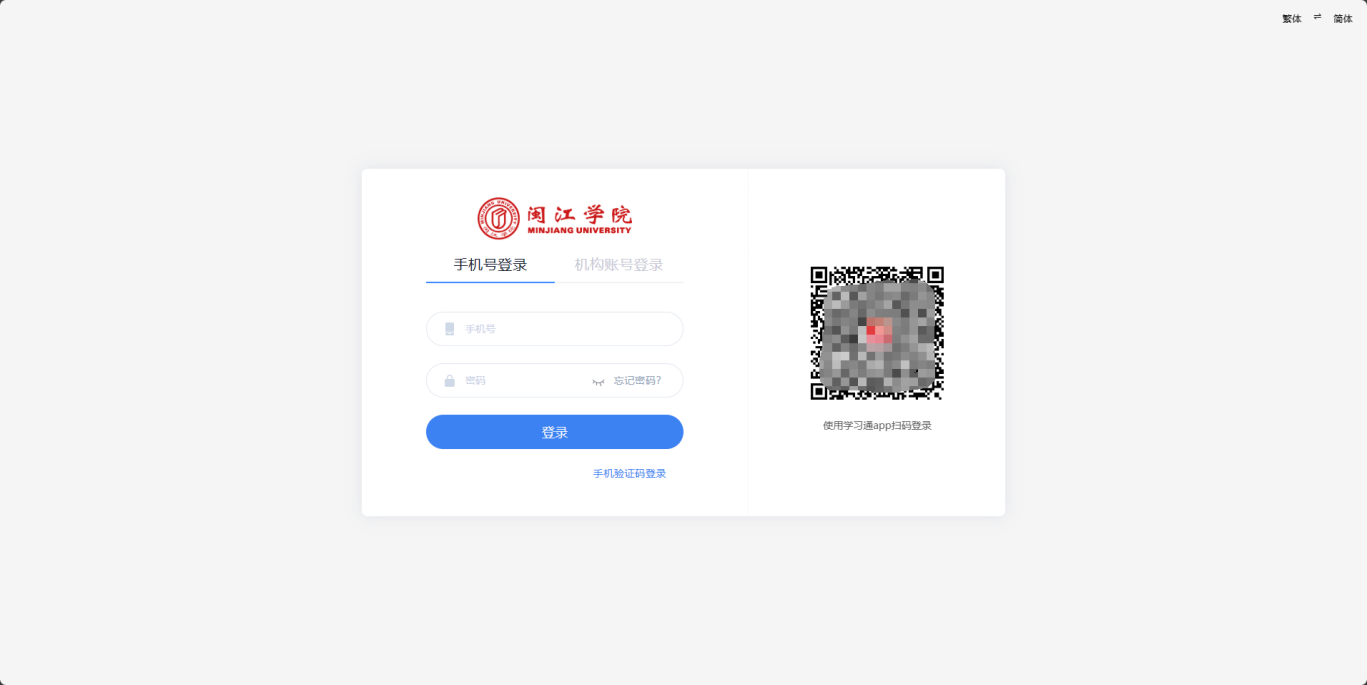 繁体 ⇌ 简体
闽江学院
MINJIANG UNIVERSITY
手机号登录 机构账号登录
手机号
密码 忘记密码?
登录
手机验证码登录
使用学习通app扫码登录